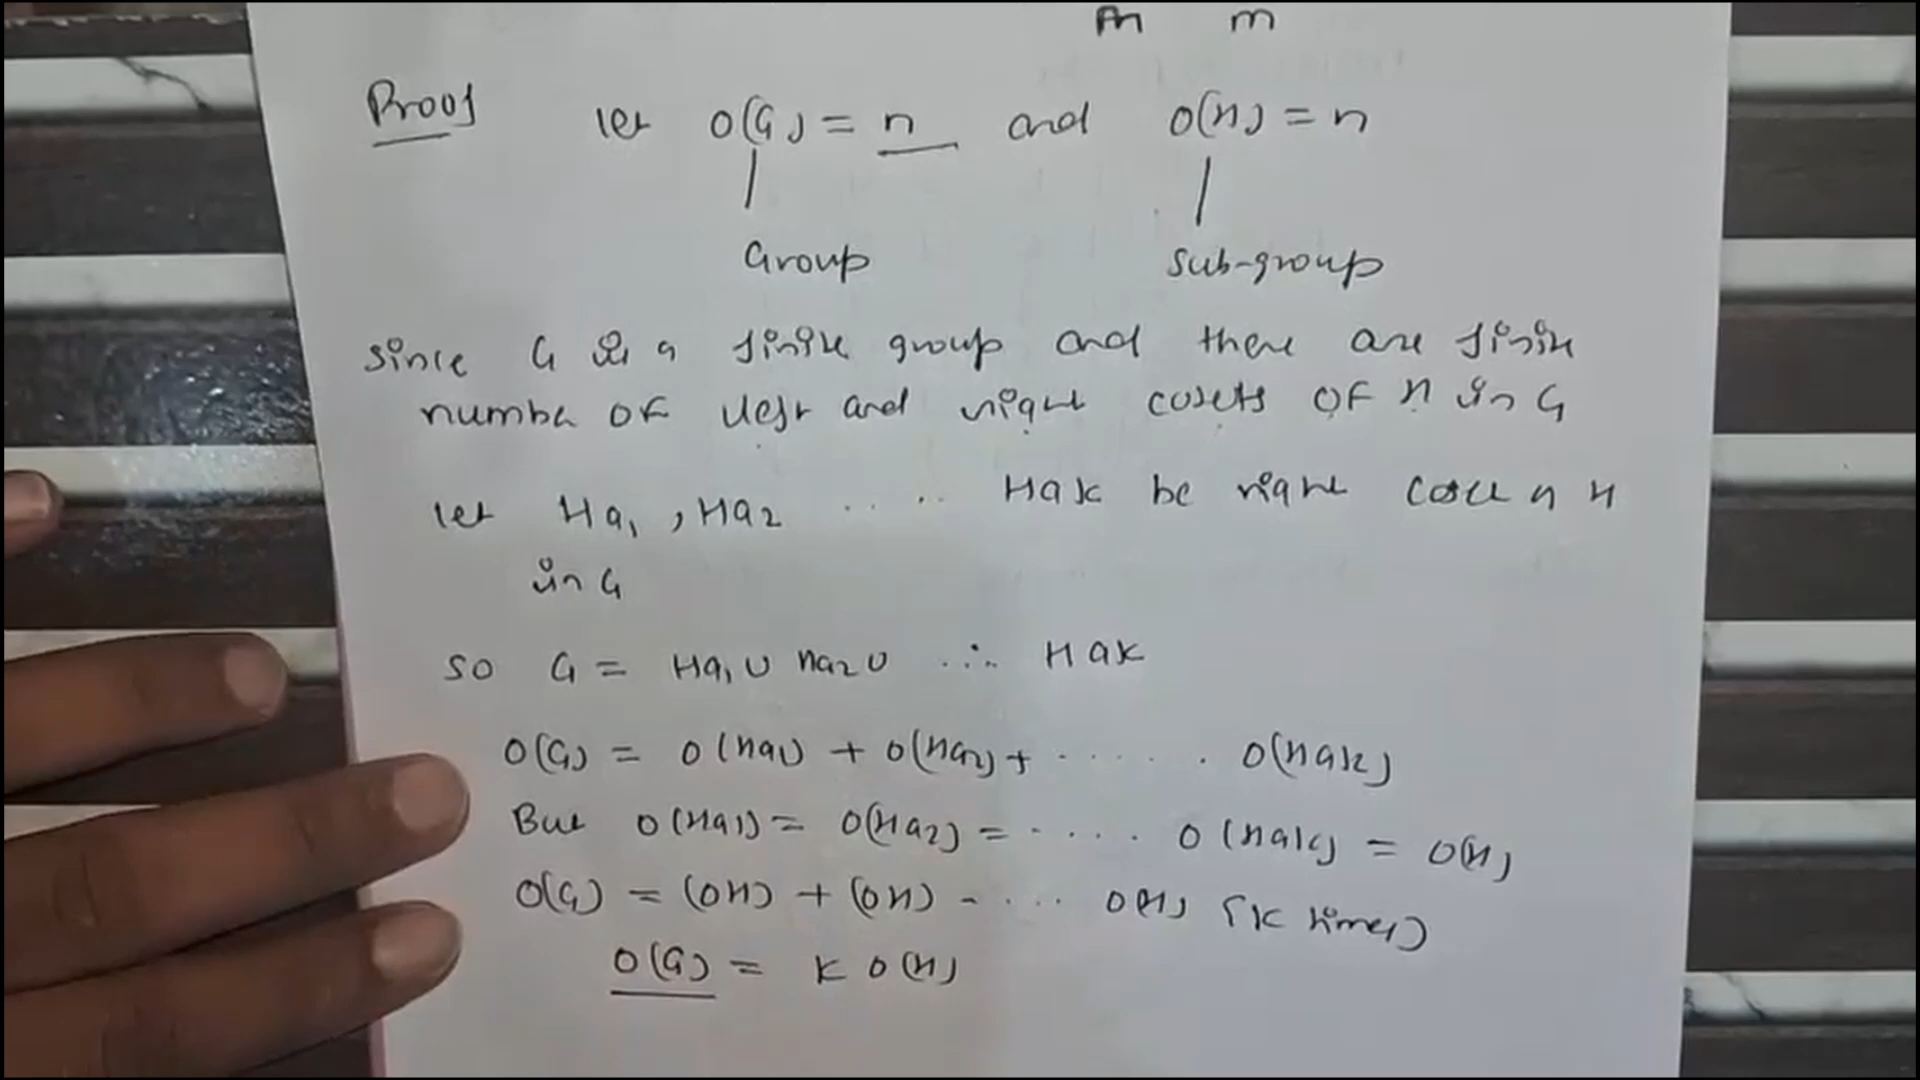 m m
Proof let O(G) = n and O(H) = n
Group Sub-group
since G is a finite group and there are finite
number of left and right cosets OF H in G
let Ha1 , Ha2 .... Hak be right coset of H
in G
SO G = Ha1 U Ha2 U ... Hak
O(G) = O(Ha1) + O(Ha2) + ...... O(Hak)
But O(Ha1) = O(Ha2) = ..... O(Hak) = O(H)
O(G) = (OH) + (OH) - .... O(H) (K times)
O(G) = K O(H)